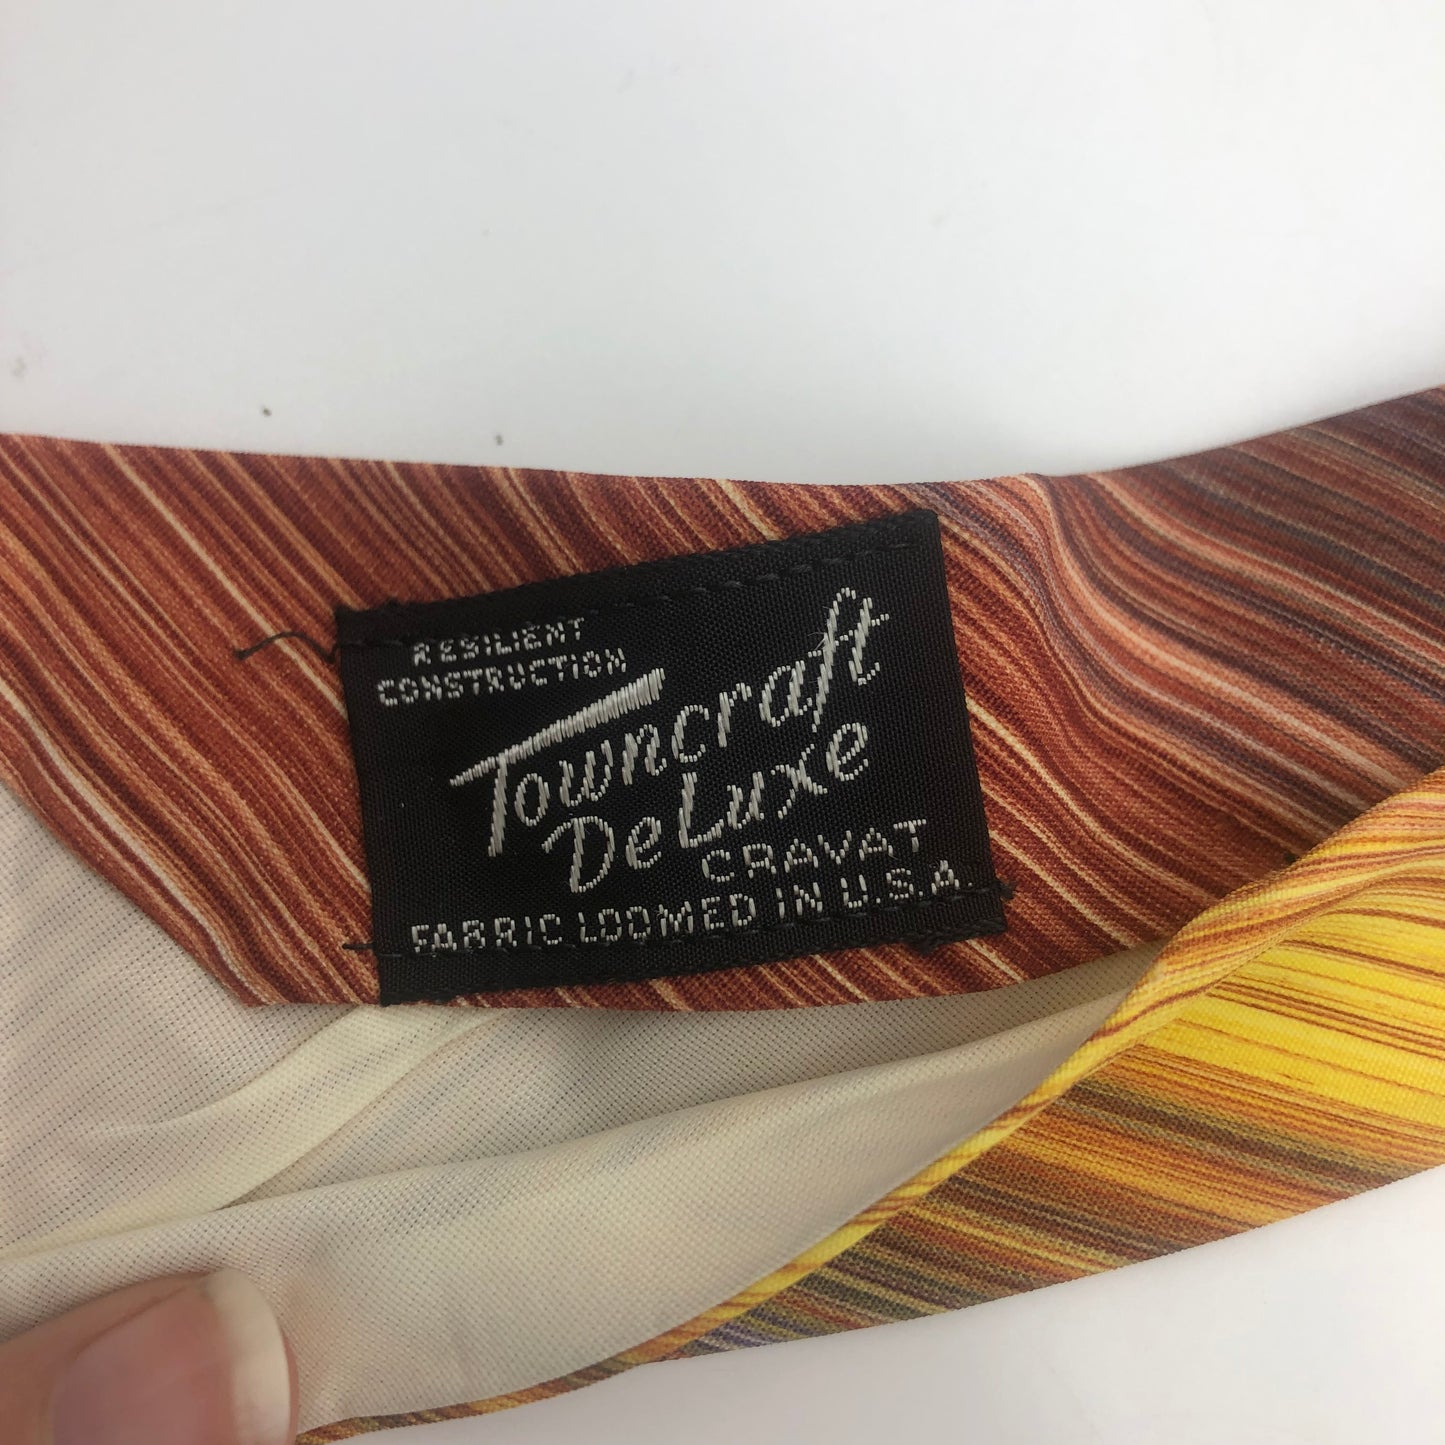 RESILIENT
CONSTRUCTION
Towncraft
DeLuxe
CRAVAT
FABRIC LOOMED IN U.S.A.